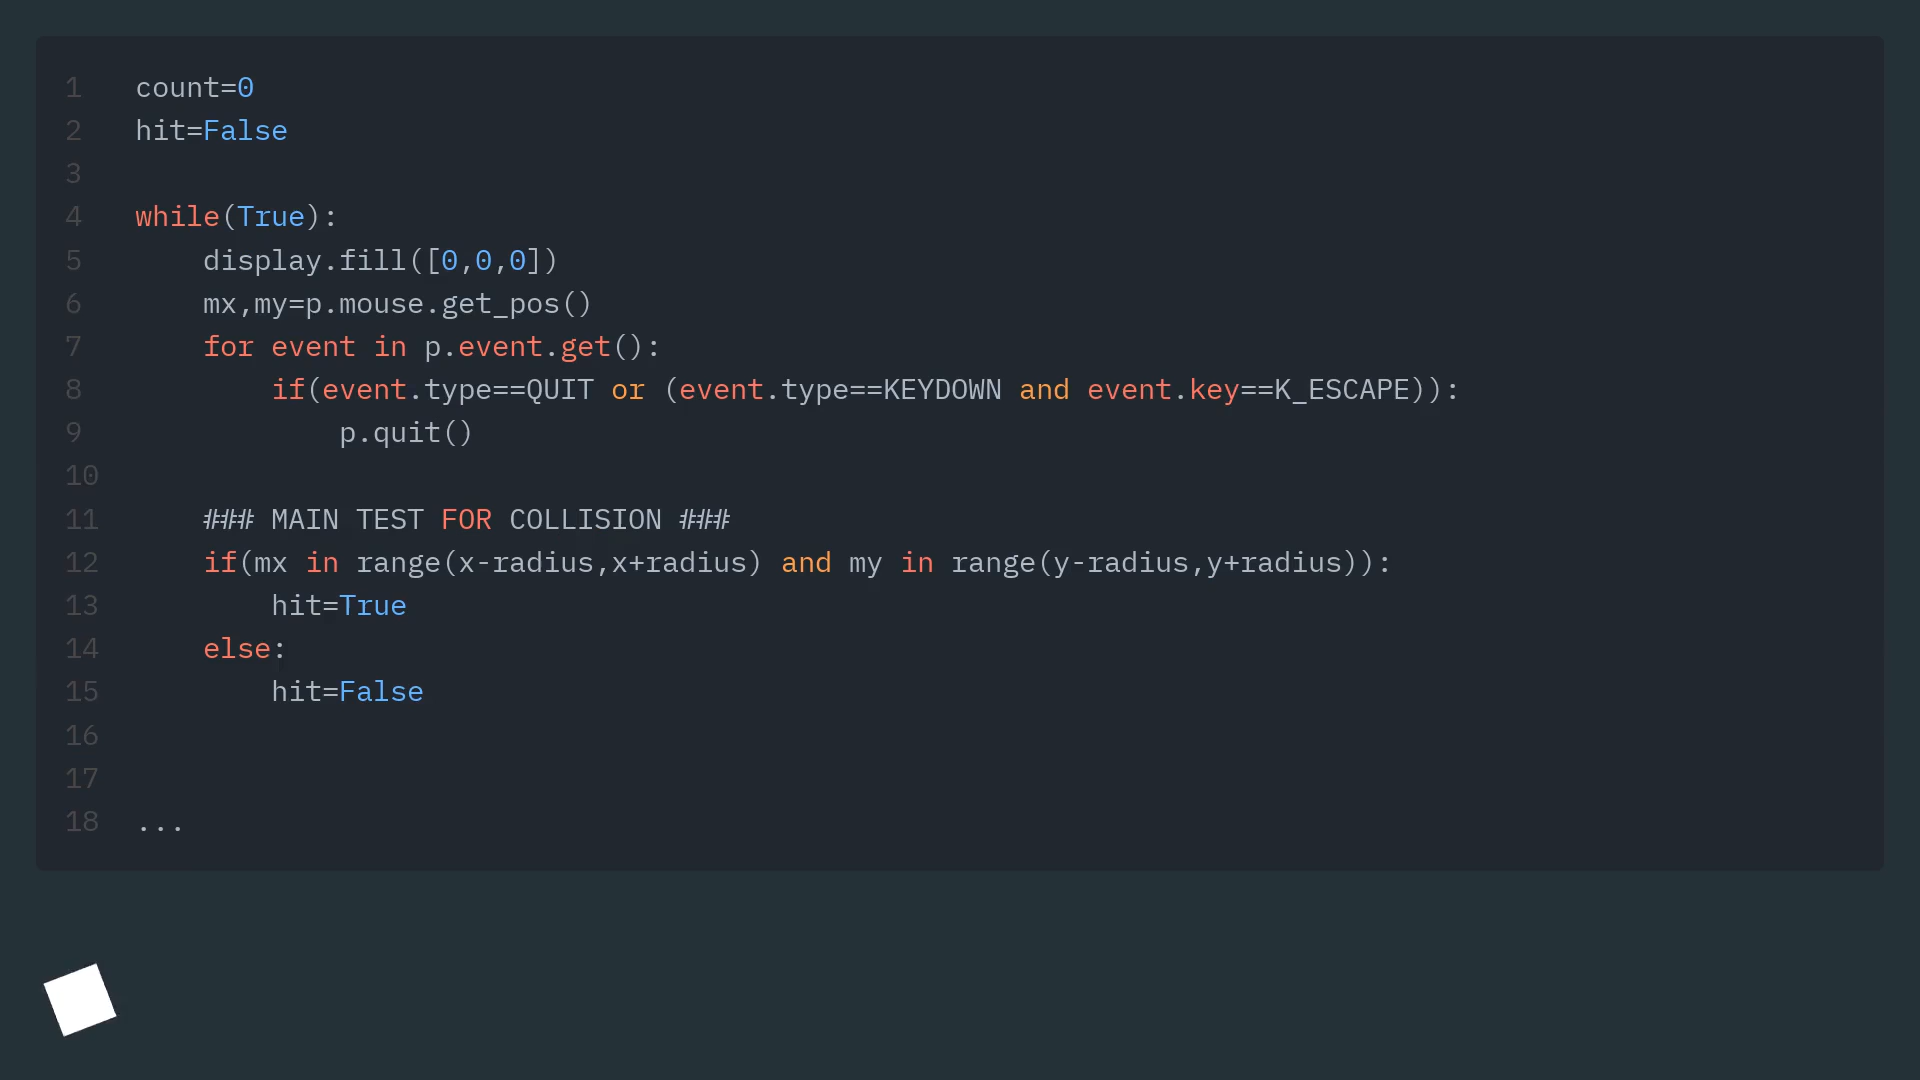 1 count=0
2 hit=False
3
4 while(True):
5     display.fill([0,0,0])
6     mx,my=p.mouse.get_pos()
7     for event in p.event.get():
8         if(event.type==QUIT or (event.type==KEYDOWN and event.key==K_ESCAPE)):
9             p.quit()
10
11     ### MAIN TEST FOR COLLISION ###
12     if(mx in range(x-radius,x+radius) and my in range(y-radius,y+radius)):
13         hit=True
14     else:
15         hit=False
16
17
18 ...